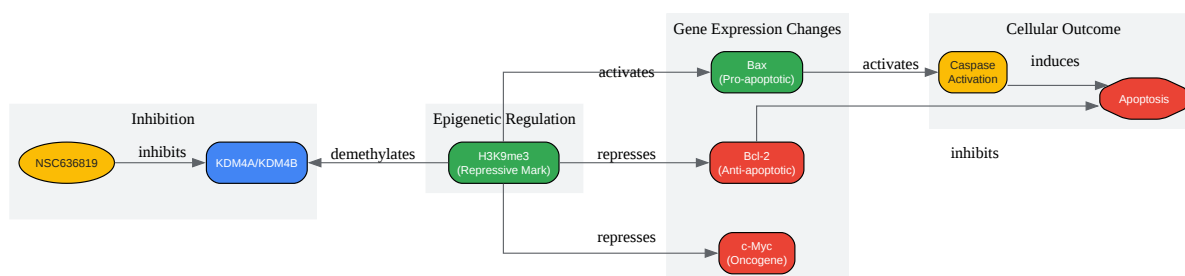 Gene Expression Changes
Cellular Outcome
Bax
(Pro-apoptotic)
activates
activates
Caspase
Activation
induces
Apoptosis
Inhibition
Epigenetic Regulation
NSC636819
inhibits
KDM4A/KDM4B
demethylates
H3K9me3
(Repressive Mark)
represses
Bcl-2
(Anti-apoptotic)
inhibits
represses
c-Myc
(Oncogene)